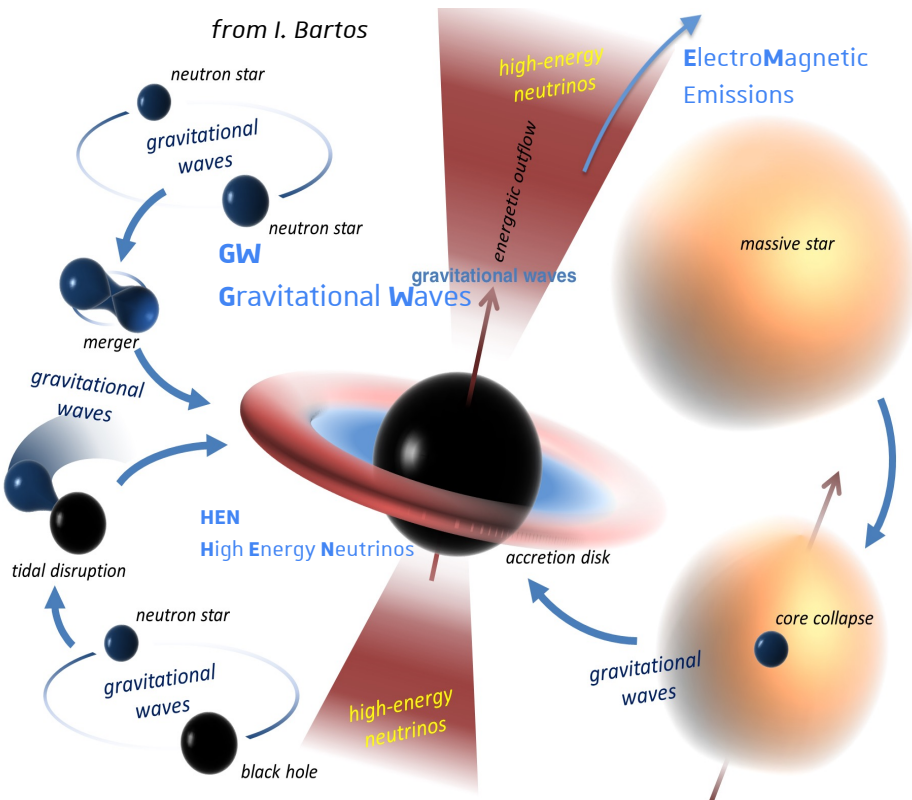 from I. Bartos
neutron star
gravitational
waves
neutron star
GW
Gravitational Waves
merger
gravitational
waves
tidal disruption
neutron star
gravitational
waves
black hole
high-energy
neutrinos
energetic outflow
gravitational waves
ElectroMagnetic
Emissions
massive star
HEN
High Energy Neutrinos
accretion disk
core collapse
gravitational
waves
high-energy
neutrinos